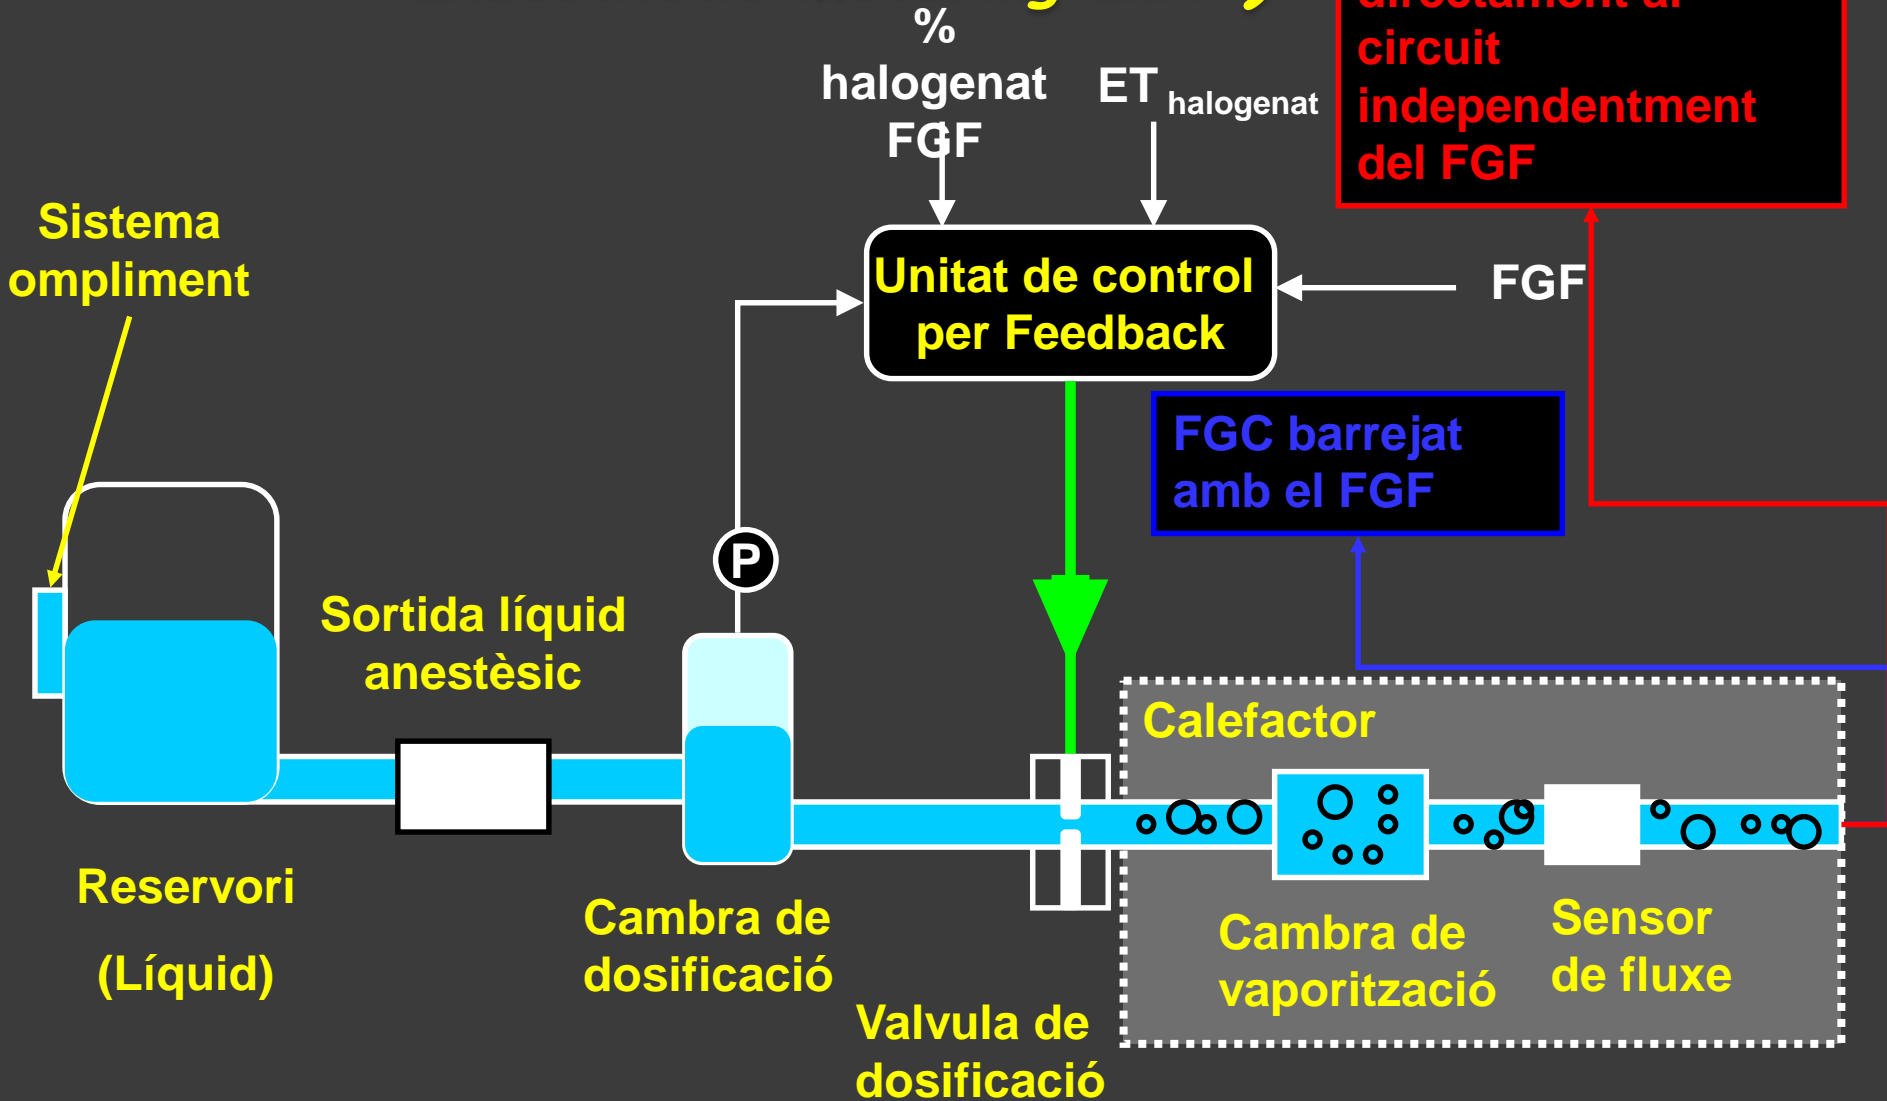 %
halogenat
FGF
ET halogenat
circuit
independentment
del FGF
Sistema
ompliment
Unitat de control
per Feedback
FGF
FGC barrejat
amb el FGF
P
Sortida líquid
anestèsic
Calefactor
Reservori
(Líquid)
Cambra de
dosificació
Cambra de
vaporització
Sensor
de fluxe
Valvula de
dosificació